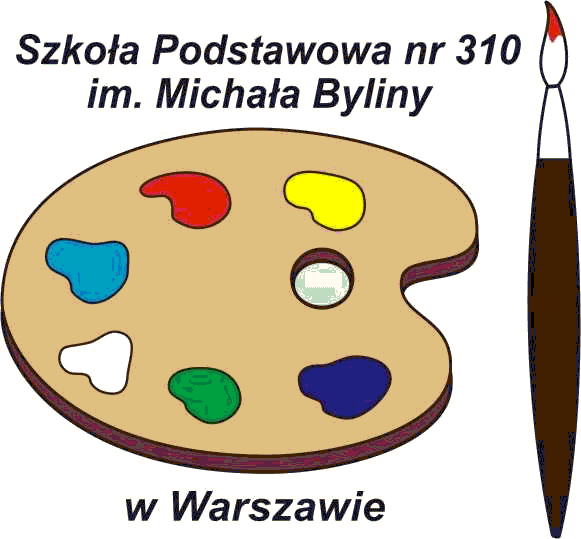 Szkoła Podstawowa nr 310
im. Michała Byliny
w Warszawie